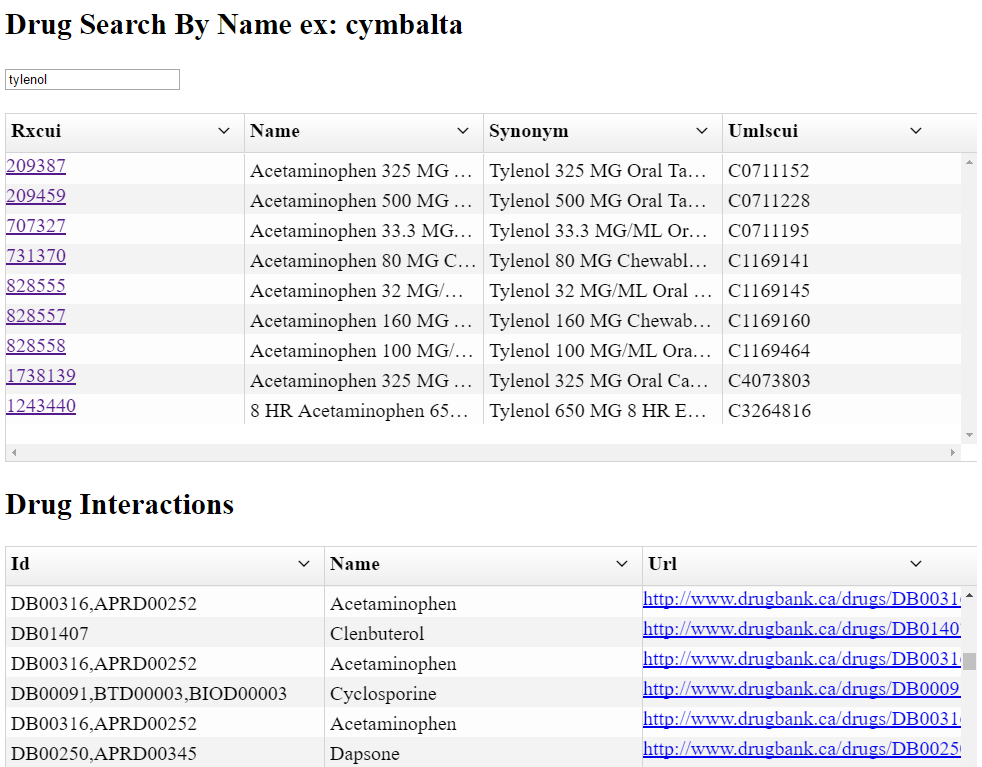 Drug Search By Name ex: cymbalta
tylenol
Rxcui Name Synonym Umlscui
209387 Acetaminophen 325 MG ... Tylenol 325 MG Oral Ta... C0711152
209459 Acetaminophen 500 MG ... Tylenol 500 MG Oral Ta... C0711228
707327 Acetaminophen 33.3 MG... Tylenol 33.3 MG/ML Or... C0711195
731370 Acetaminophen 80 MG C... Tylenol 80 MG Chewabl... C1169141
828555 Acetaminophen 32 MG/... Tylenol 32 MG/ML Oral ... C1169145
828557 Acetaminophen 160 MG ... Tylenol 160 MG Chewab... C1169160
828558 Acetaminophen 100 MG/... Tylenol 100 MG/ML Ora... C1169464
1738139 Acetaminophen 325 MG ... Tylenol 325 MG Oral Ca... C4073803
1243440 8 HR Acetaminophen 65... Tylenol 650 MG 8 HR E... C3264816
Drug Interactions
Id Name Url
DB00316,APRD00252 Acetaminophen http://www.drugbank.ca/drugs/DB0031
DB01407 Clenbuterol http://www.drugbank.ca/drugs/DB0140
DB00316,APRD00252 Acetaminophen http://www.drugbank.ca/drugs/DB0031
DB00091,BTD00003,BIOD00003 Cyclosporine http://www.drugbank.ca/drugs/DB0009
DB00316,APRD00252 Acetaminophen http://www.drugbank.ca/drugs/DB0031
DB00250,APRD00345 Dapsone http://www.drugbank.ca/drugs/DB0025